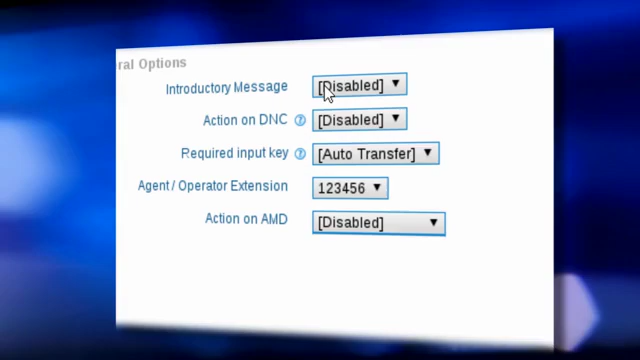 ral Options
Introductory Message [Disabled]
Action on DNC ? [Disabled]
Required input key ? [Auto Transfer]
Agent / Operator Extension 123456
Action on AMD [Disabled]